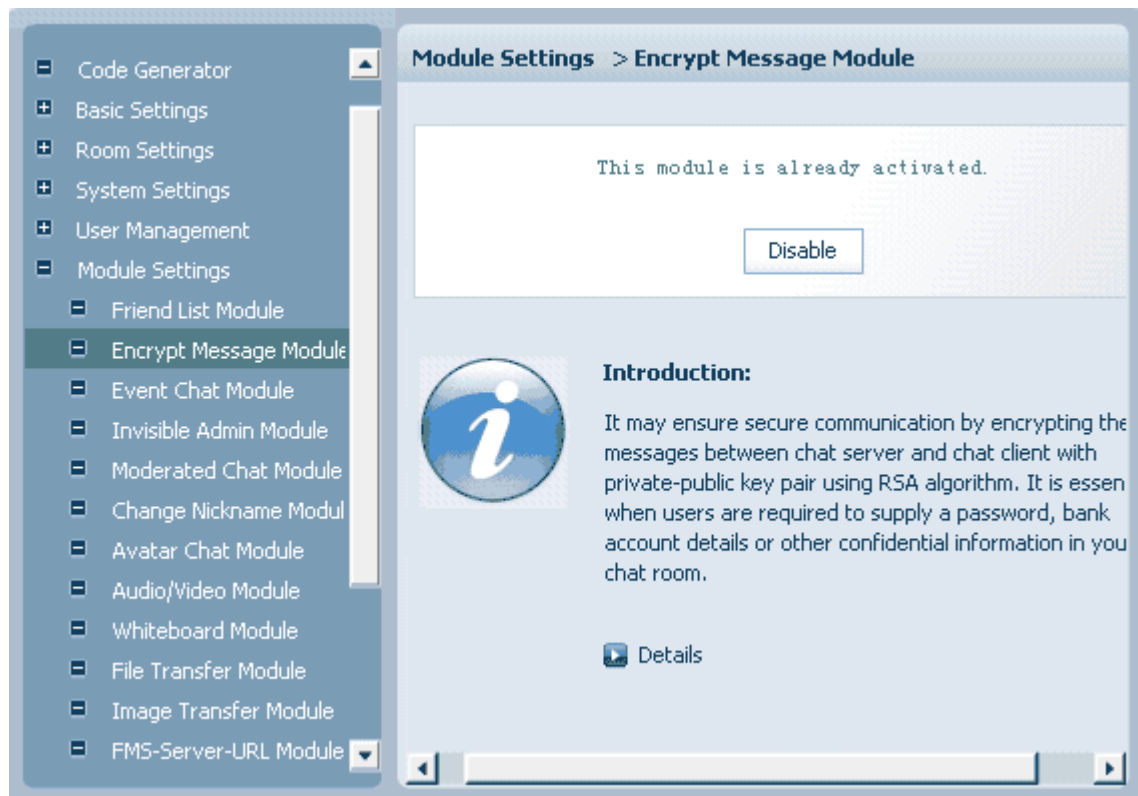 Code Generator
Basic Settings
Room Settings
System Settings
User Management
Module Settings
Friend List Module
Encrypt Message Module
Event Chat Module
Invisible Admin Module
Moderated Chat Module
Change Nickname Modul
Avatar Chat Module
Audio/Video Module
Whiteboard Module
File Transfer Module
Image Transfer Module
FMS-Server-URL Module
Module Settings > Encrypt Message Module
This module is already activated.
Disable
Introduction:
It may ensure secure communication by encrypting the
messages between chat server and chat client with
private-public key pair using RSA algorithm. It is essen
when users are required to supply a password, bank
account details or other confidential information in you
chat room.
Details